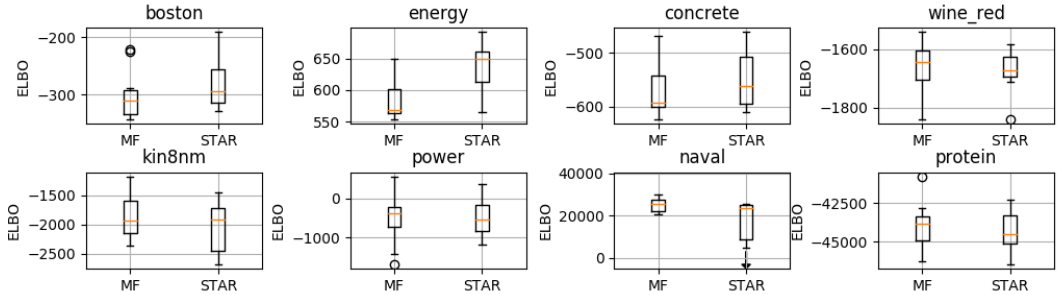 boston
energy
concrete
wine_red
ELBO
−200
−300
MF
STAR
ELBO
650
600
550
MF
STAR
ELBO
−500
−600
MF
STAR
ELBO
−1600
−1800
MF
STAR
kin8nm
power
naval
protein
ELBO
−1500
−2000
−2500
MF
STAR
ELBO
0
−1000
MF
STAR
ELBO
40000
20000
0
MF
STAR
ELBO
−42500
−45000
MF
STAR